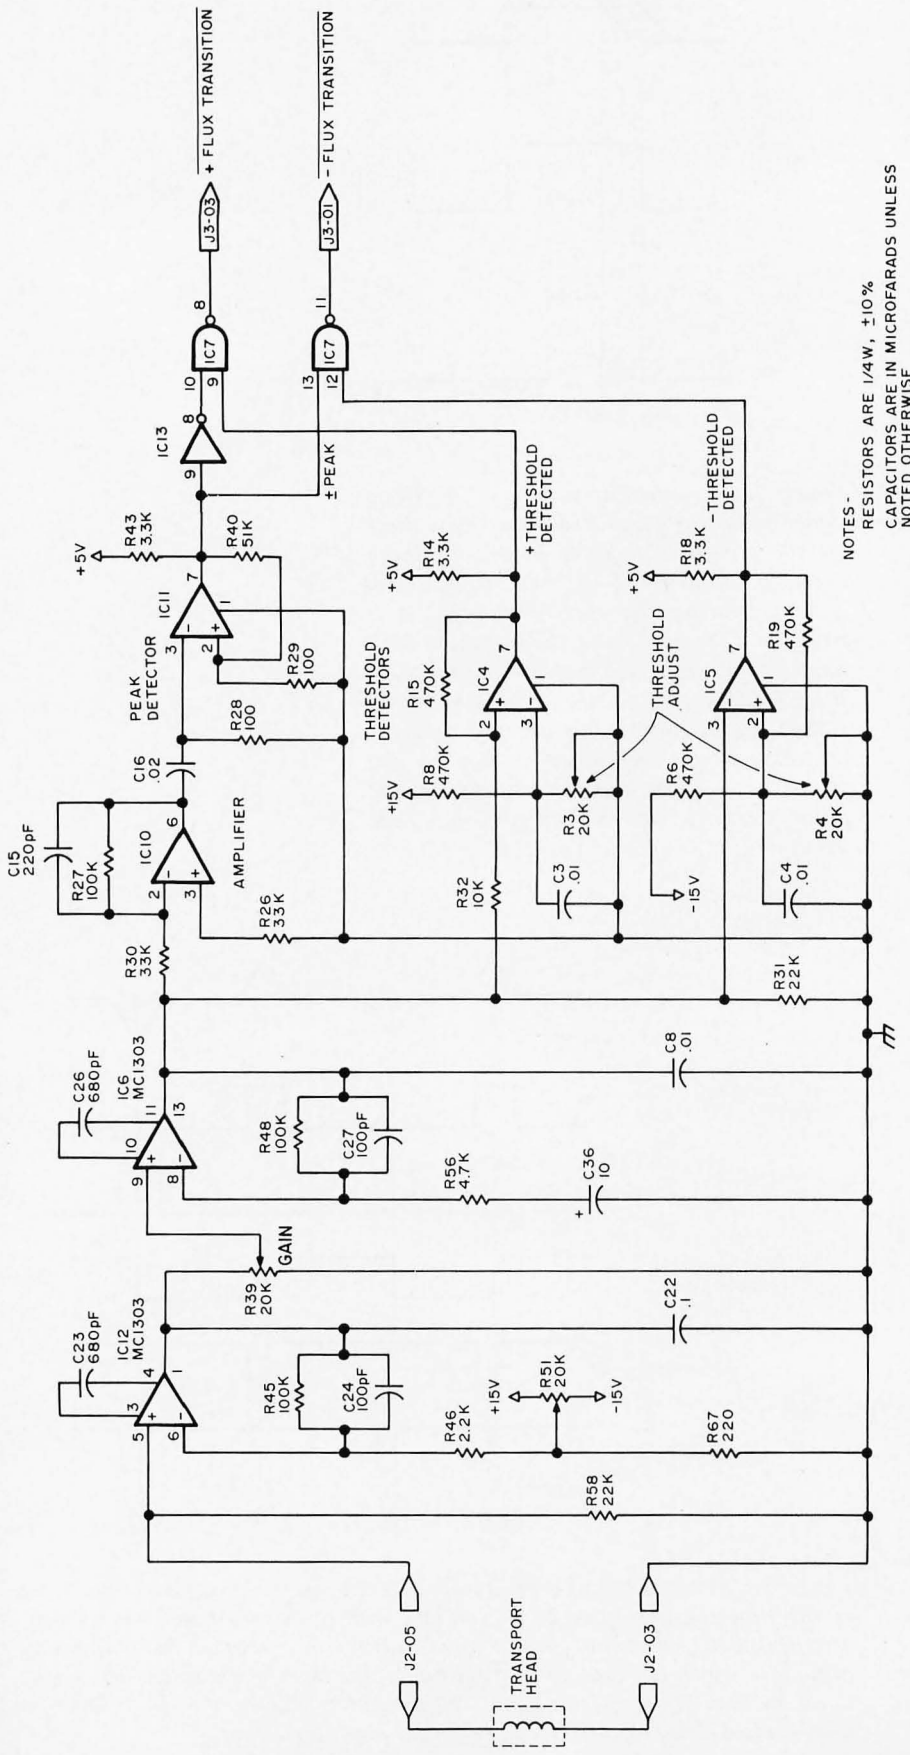 TRANSPORT
HEAD
J2-05
J2-03
R58
22K
C23
680pF
IC12
MC1303
5
3
+
4
6
-
1
R45
100K
C24
100pF
R46
2.2K
+15V
R51
20K
-15V
R67
220
C22
.1
R39
20K
GAIN
C26
680pF
IC6
MC1303
9
10
+
11
8
-
13
R48
100K
C27
100pF
R56
4.7K
+
C36
10
C8
.01
R31
22K
R30
33K
C15
220pF
R27
100K
2
-
IC10
6
3
+
AMPLIFIER
R26
33K
C16
.02
R28
100
PEAK
DETECTOR
3
-
IC11
7
2
+
1
R29
100
+5V
R43
3.3K
R40
51K
± PEAK
9
IC13
8
10
9
IC7
8
J3-03
+ FLUX TRANSITION
13
12
IC7
11
J3-01
- FLUX TRANSITION
THRESHOLD
DETECTORS
+15V
R8
470K
R15
470K
R32
10K
2
+
IC4
7
3
-
1
C3
.01
R3
20K
+5V
R14
3.3K
+THRESHOLD
DETECTED
THRESHOLD
ADJUST
-15V
R6
470K
3
-
IC5
7
2
+
1
C4
.01
R4
20K
R19
470K
+5V
R18
3.3K
-THRESHOLD
DETECTED
NOTES-
RESISTORS ARE 1/4W, ±10%
CAPACITORS ARE IN MICROFARADS UNLESS
NOTED OTHERWISE